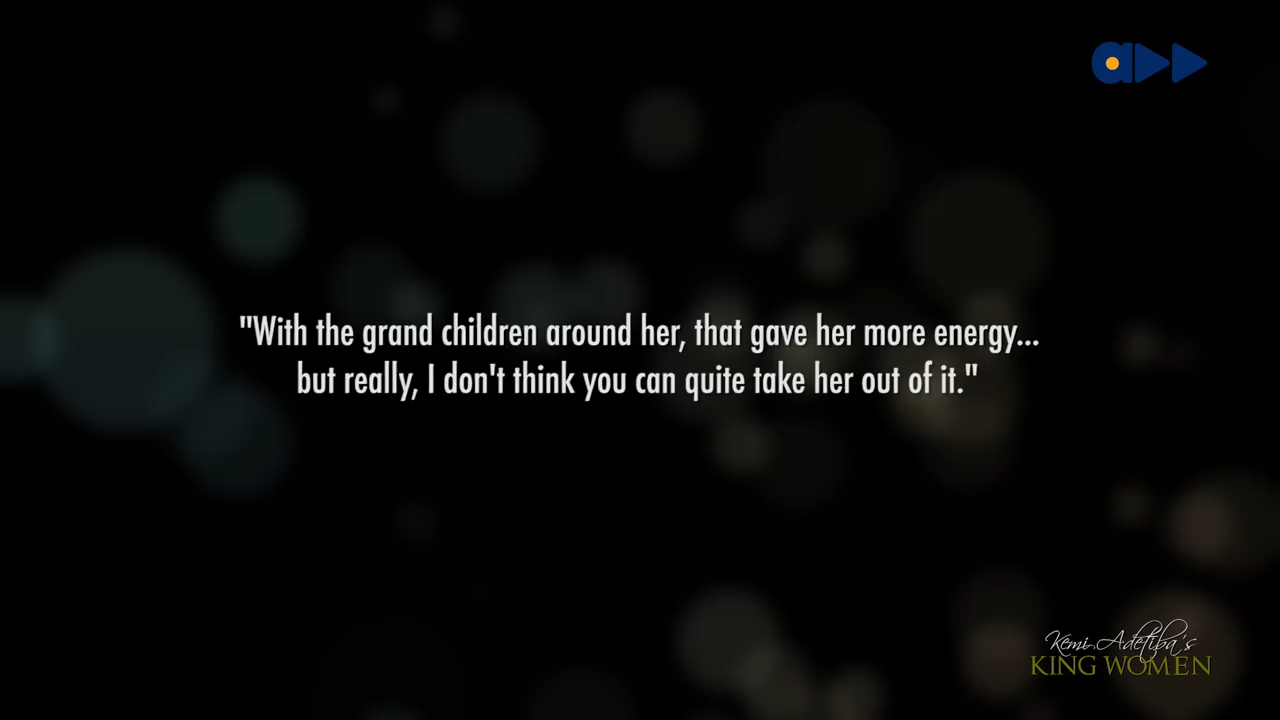 "With the grand children around her, that gave her more energy...
but really, I don't think you can quite take her out of it."
Kemi Adetiba's
KING WOMEN